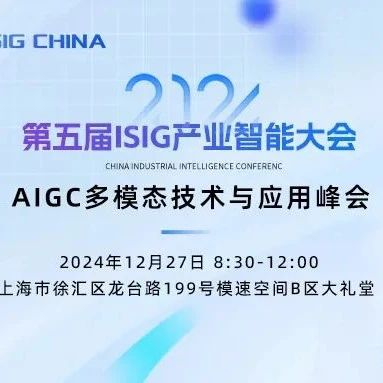 SIG CHINA
2024
第五届ISIG产业智能大会
CHINA INDUSTRIAL INTELLIGENCE CONFERENC
AIGC多模态技术与应用峰会
2024年12月27日 8:30-12:00
上海市徐汇区龙台路199号模速空间B区大礼堂